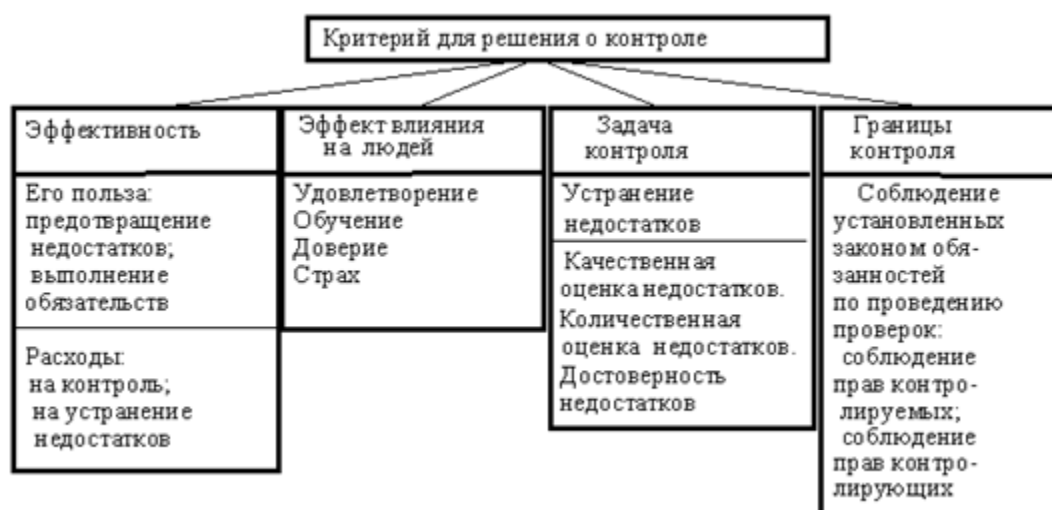 Критерий для решения о контроле
Эффективность
Его польза:
предотвращение
недостатков;
выполнение
обязательств
Расходы:
на контроль;
на устранение
недостатков
Эффект влияния
на людей
Удовлетворение
Обучение
Доверие
Страх
Задача
контроля
Устранение
недостатков
Качественная
оценка недостатков.
Количественная
оценка недостатков.
Достоверность
недостатков
Границы
контроля
Соблюдение
установленных
законом обя-
занностей
по проведению
проверок:
соблюдение
прав контро-
лируемых;
соблюдение
прав контро-
лирующих